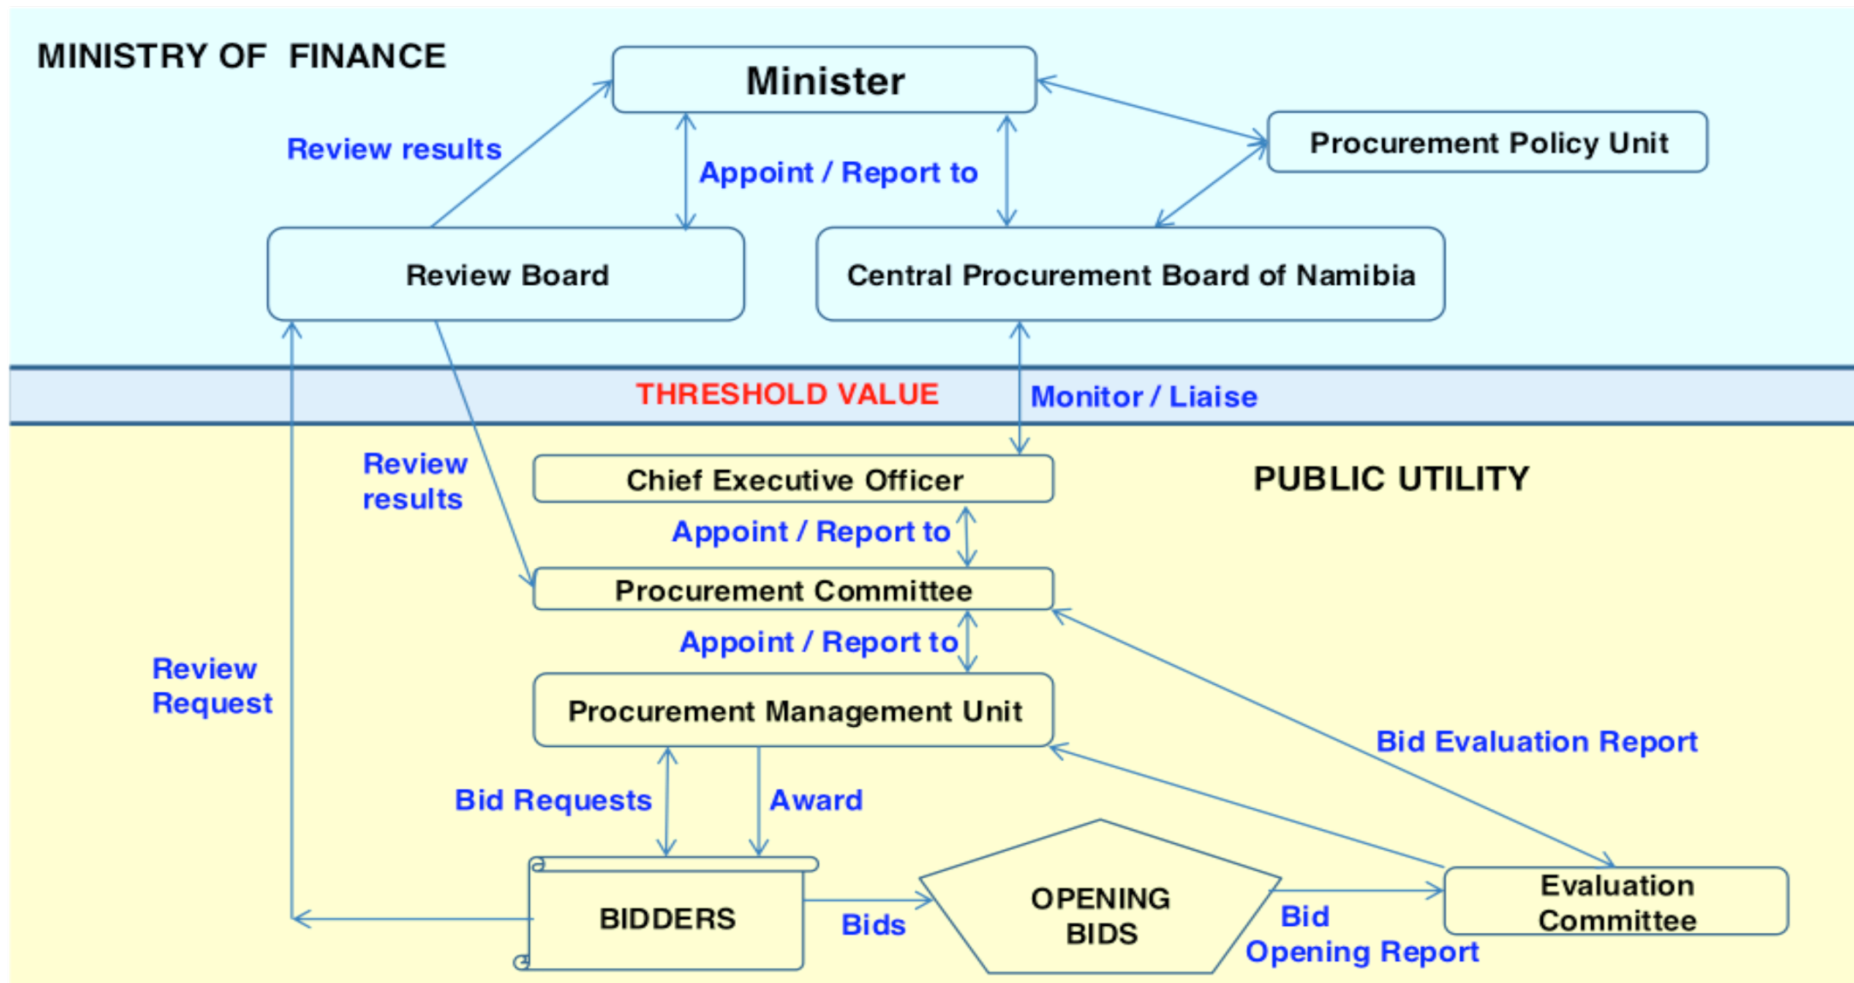 MINISTRY OF FINANCE
Minister
Procurement Policy Unit
Review results
Appoint / Report to
Review Board
Central Procurement Board of Namibia
THRESHOLD VALUE
Monitor / Liaise
Review
results
Chief Executive Officer
PUBLIC UTILITY
Appoint / Report to
Procurement Committee
Appoint / Report to
Review
Request
Procurement Management Unit
Bid Evaluation Report
Bid Requests
Award
BIDDERS
Bids
OPENING
BIDS
Bid
Opening Report
Evaluation
Committee